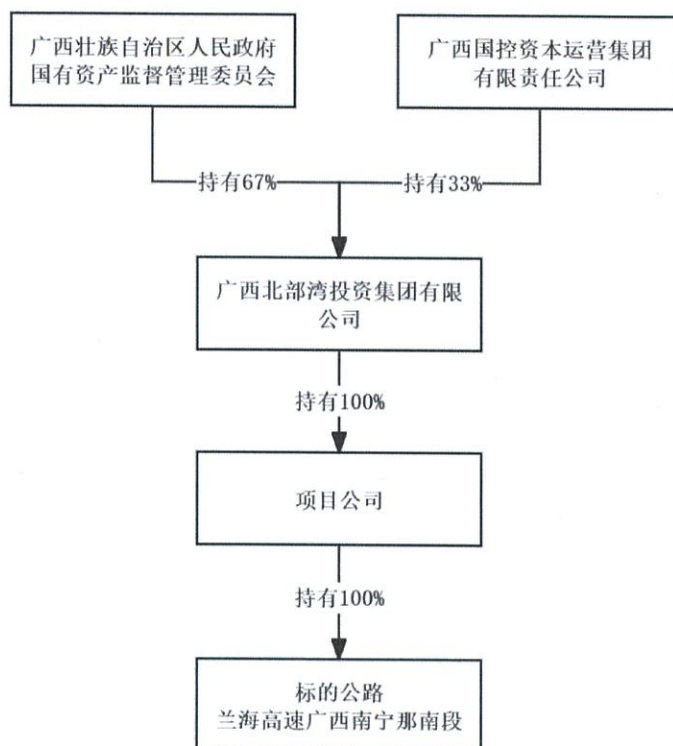 广西壮族自治区人民政府
国有资产监督管理委员会
广西国控资本运营集团
有限责任公司
持有67%
持有33%
广西北部湾投资集团有限
公司
持有100%
项目公司
持有100%
标的公路
兰海高速广西南宁那南段